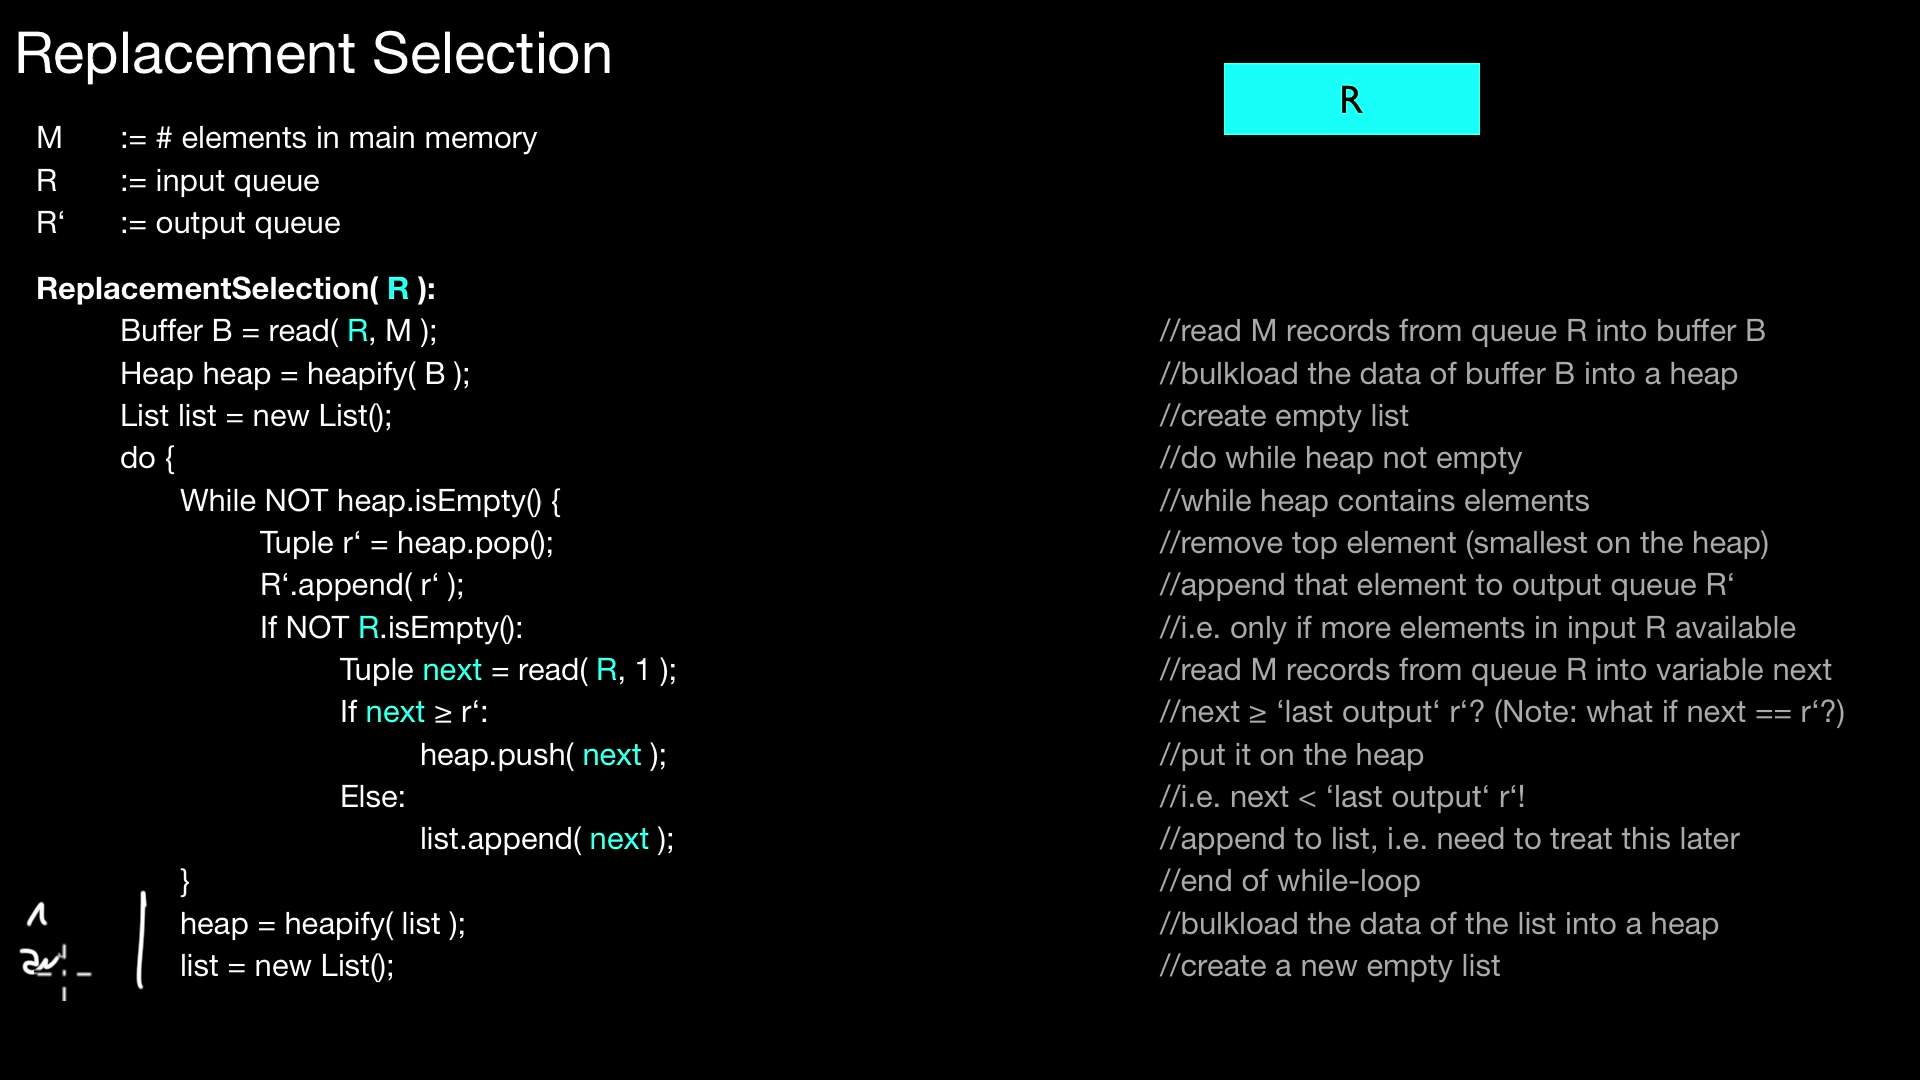 Replacement Selection
R
M := # elements in main memory
R := input queue
R‘ := output queue
ReplacementSelection( R ):
Buffer B = read( R, M ); //read M records from queue R into buffer B
Heap heap = heapify( B ); //bulkload the data of buffer B into a heap
List list = new List(); //create empty list
do { //do while heap not empty
While NOT heap.isEmpty() { //while heap contains elements
Tuple r‘ = heap.pop(); //remove top element (smallest on the heap)
R‘.append( r‘ ); //append that element to output queue R‘
If NOT R.isEmpty(): //i.e. only if more elements in input R available
Tuple next = read( R, 1 ); //read M records from queue R into variable next
If next ≥ r‘: //next ≥ ‘last output‘ r‘? (Note: what if next == r‘?)
heap.push( next ); //put it on the heap
Else: //i.e. next < ‘last output‘ r‘!
list.append( next ); //append to list, i.e. need to treat this later
} //end of while-loop
1
heap = heapify( list ); //bulkload the data of the list into a heap
list = new List(); //create a new empty list